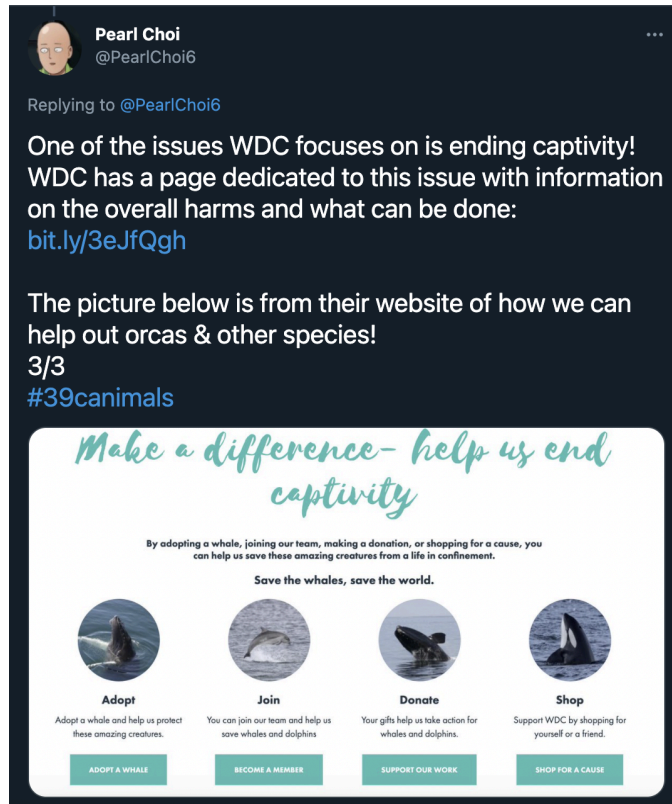 Pearl Choi
@PearlChoi6
Replying to @PearlChoi6
One of the issues WDC focuses on is ending captivity!
WDC has a page dedicated to this issue with information
on the overall harms and what can be done:
bit.ly/3eJfQgh
The picture below is from their website of how we can
help out orcas & other species!
3/3
#39canimals
Make a difference- help us end
captivity
By adopting a whale, joining our team, making a donation, or shopping for a cause, you
can help us save these amazing creatures from a life in confinement.
Save the whales, save the world.
Adopt
Adopt a whale and help us protect
these amazing creatures.
ADOPT A WHALE
Join
You can join our team and help us
save whales and dolphins
BECOME A MEMBER
Donate
Your gifts help us take action for
whales and dolphins.
SUPPORT OUR WORK
Shop
Support WDC by shopping for
yourself or a friend.
SHOP FOR A CAUSE